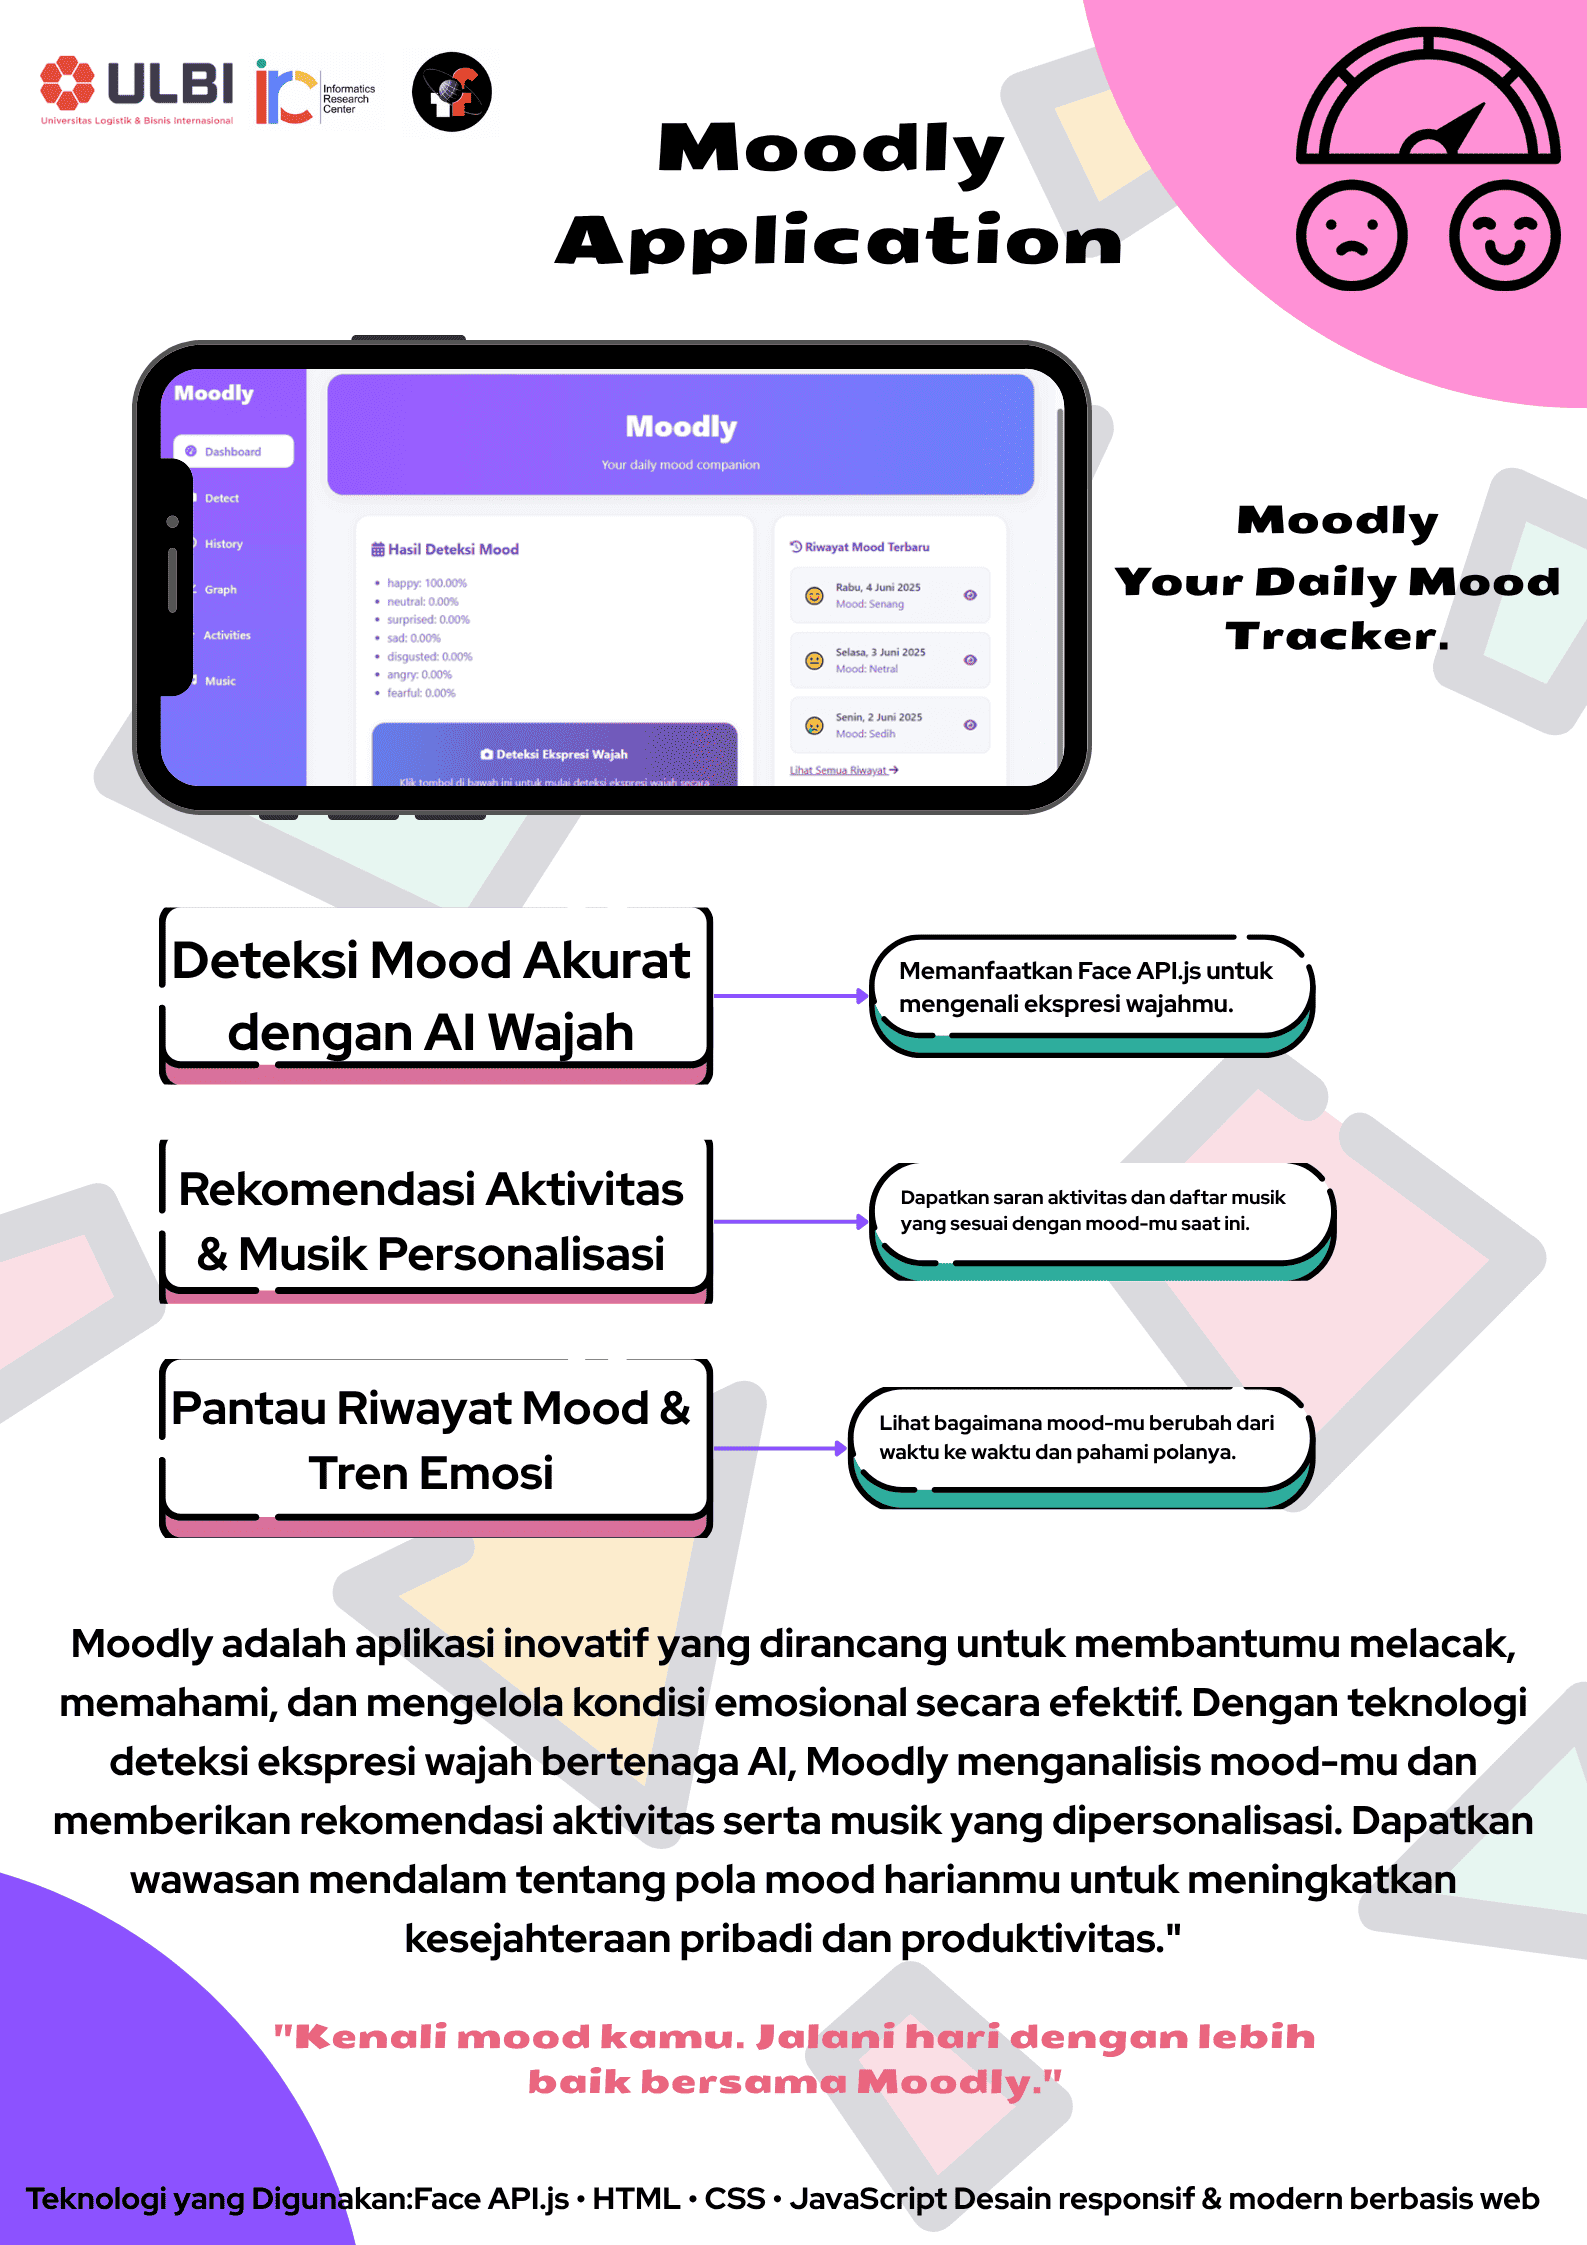 ULBI
Universitas Logistik & Bisnis Internasional
irc
Informatics
Research
Center
Moodly
Application
Moodly
Dashboard
Detect
History
Graph
Activities
Music
Moodly
Your daily mood companion
Hasil Deteksi Mood
• happy: 100.00%
• neutral: 0.00%
• surprised: 0.00%
• sad: 0.00%
• disgusted: 0.00%
• angry: 0.00%
• fearful: 0.00%
Deteksi Ekspresi Wajah
Klik tombol di bawah ini untuk mulai deteksi ekspresi wajah secara
Riwayat Mood Terbaru
Rabu, 4 Juni 2025
Mood: Senang
Selasa, 3 Juni 2025
Mood: Netral
Senin, 2 Juni 2025
Mood: Sedih
Lihat Semua Riwayat
Moodly
Your Daily Mood
Tracker.
Deteksi Mood Akurat
dengan AI Wajah
Memanfaatkan Face API.js untuk
mengenali ekspresi wajahmu.
Rekomendasi Aktivitas
& Musik Personalisasi
Dapatkan saran aktivitas dan daftar musik
yang sesuai dengan mood-mu saat ini.
Pantau Riwayat Mood &
Tren Emosi
Lihat bagaimana mood-mu berubah dari
waktu ke waktu dan pahami polanya.
Moodly adalah aplikasi inovatif yang dirancang untuk membantumu melacak,
memahami, dan mengelola kondisi emosional secara efektif. Dengan teknologi
deteksi ekspresi wajah bertenaga AI, Moodly menganalisis mood-mu dan
memberikan rekomendasi aktivitas serta musik yang dipersonalisasi. Dapatkan
wawasan mendalam tentang pola mood harianmu untuk meningkatkan
kesejahteraan pribadi dan produktivitas."
"Kenali mood kamu. Jalani hari dengan lebih
baik bersama Moodly."
Teknologi yang Digunakan:Face API.js • HTML • CSS • JavaScript Desain responsif & modern berbasis web